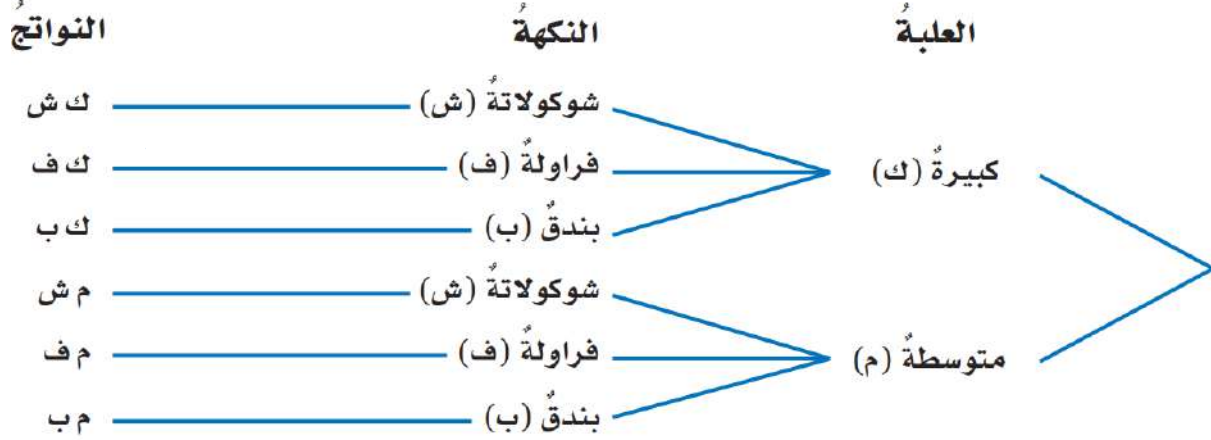 العلبةُ النكهةُ النواتجُ
شوكولاتةٌ (ش) ك ش
كبيرةٌ (ك) فراولةٌ (ف) ك ف
بندقٌ (ب) ك ب
شوكولاتةٌ (ش) م ش
متوسطةٌ (م) فراولةٌ (ف) م ف
بندقٌ (ب) م ب